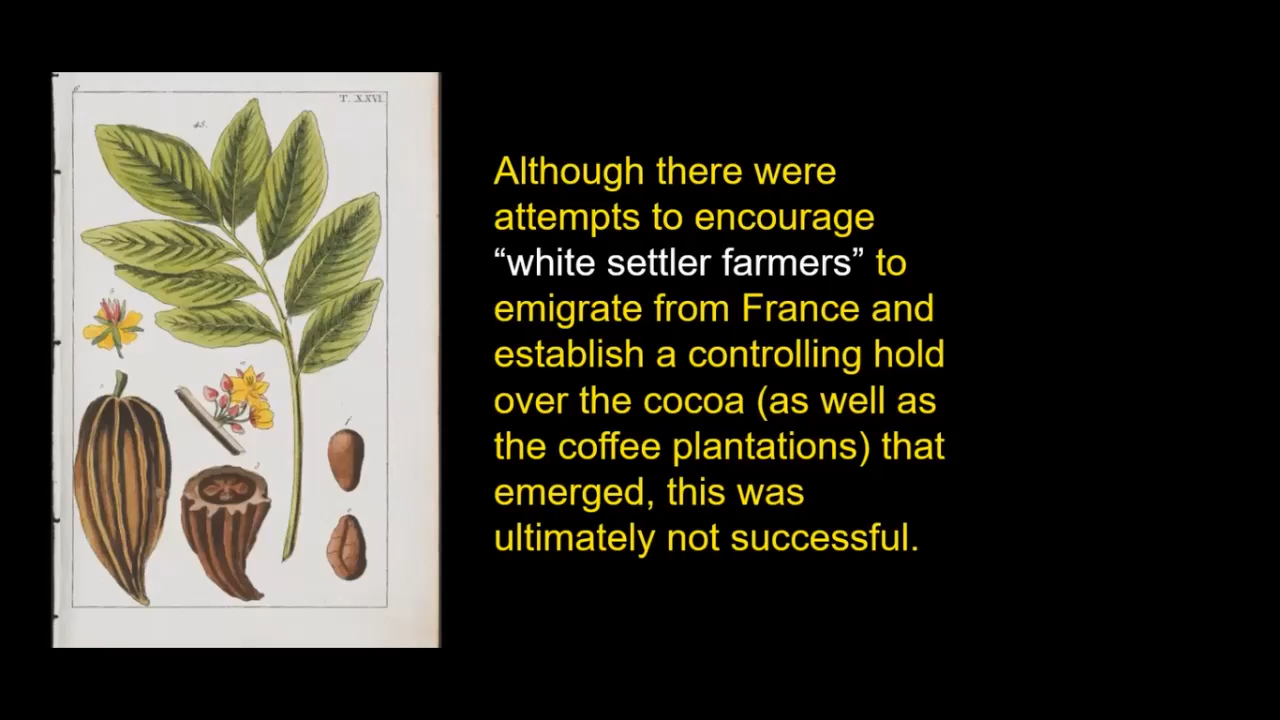 T. XXVI.
Although there were
attempts to encourage
“white settler farmers” to
emigrate from France and
establish a controlling hold
over the cocoa (as well as
the coffee plantations) that
emerged, this was
ultimately not successful.